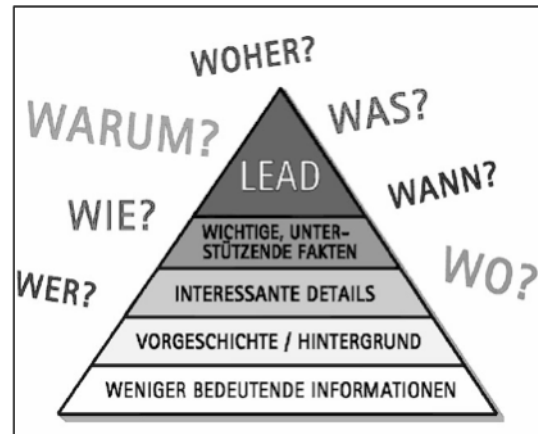 WOHER?
WARUM?
WAS?
LEAD
WANN?
WIE?
WICHTIGE, UNTER-
STÜTZENDE FAKTEN
WO?
WER?
INTERESSANTE DETAILS
VORGESCHICHTE / HINTERGRUND
WENIGER BEDEUTENDE INFORMATIONEN